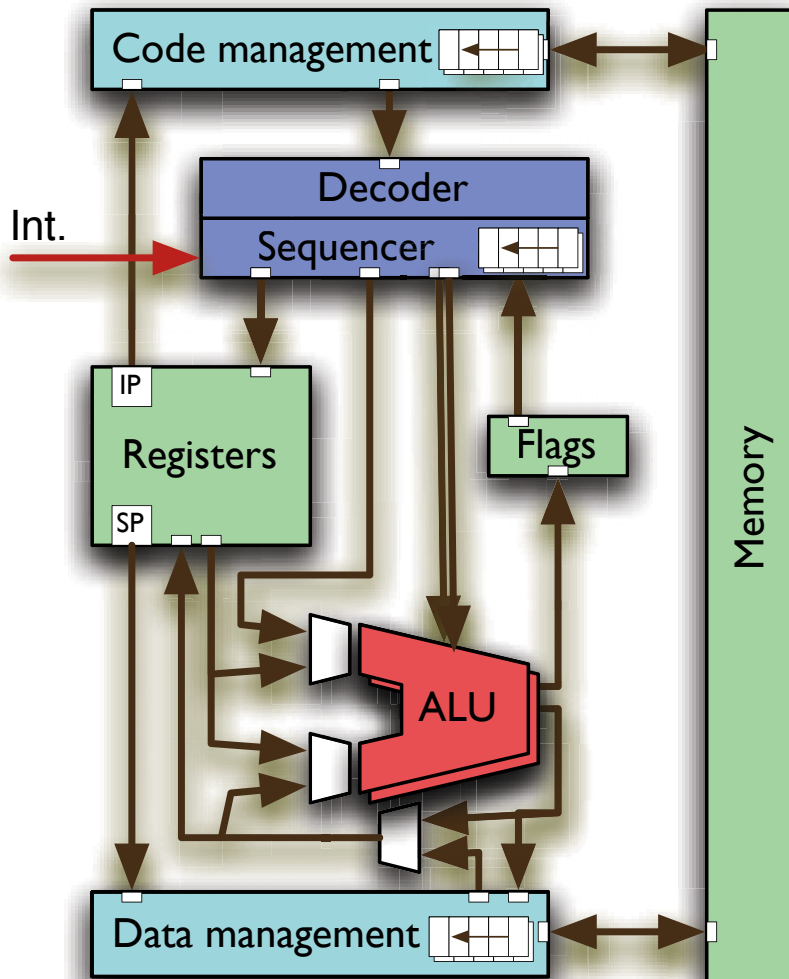 Code management
Decoder
Int.
Sequencer
IP
Registers
Flags
SP
Memory
ALU
Data management